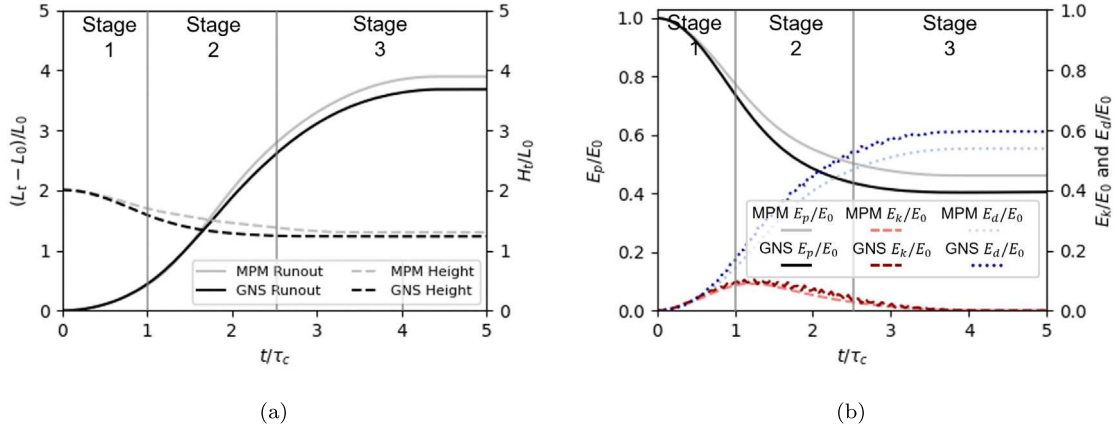 Stage
1
Stage
2
Stage
3
5
4
3
2
1
0
(L_t − L_0)/L_0
5
4
3
2
1
0
H_t/L_0
MPM Runout
GNS Runout
MPM Height
GNS Height
0 1 2 3 4 5
t/τ_c
(a)
Stage
1
Stage
2
Stage
3
1.0
0.8
0.6
0.4
0.2
0.0
E_p/E_0
1.0
0.8
0.6
0.4
0.2
0.0
E_k/E_0 and E_d/E_0
MPM E_p/E_0 MPM E_k/E_0 MPM E_d/E_0
GNS E_p/E_0 GNS E_k/E_0 GNS E_d/E_0
0 1 2 3 4 5
t/τ_c
(b)